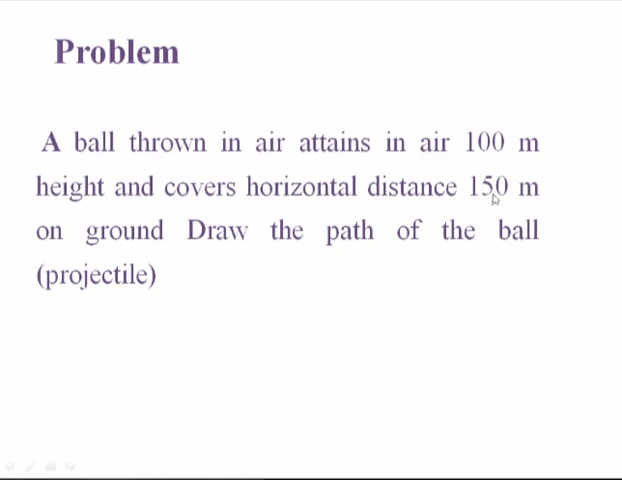 Problem
A ball thrown in air attains in air 100 m
height and covers horizontal distance 150 m
on ground Draw the path of the ball
(projectile)